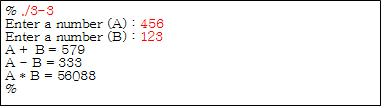 % ./3-3
Enter a number (A) : 456
Enter a number (B) : 123
A + B = 579
A - B = 333
A * B = 56088
%